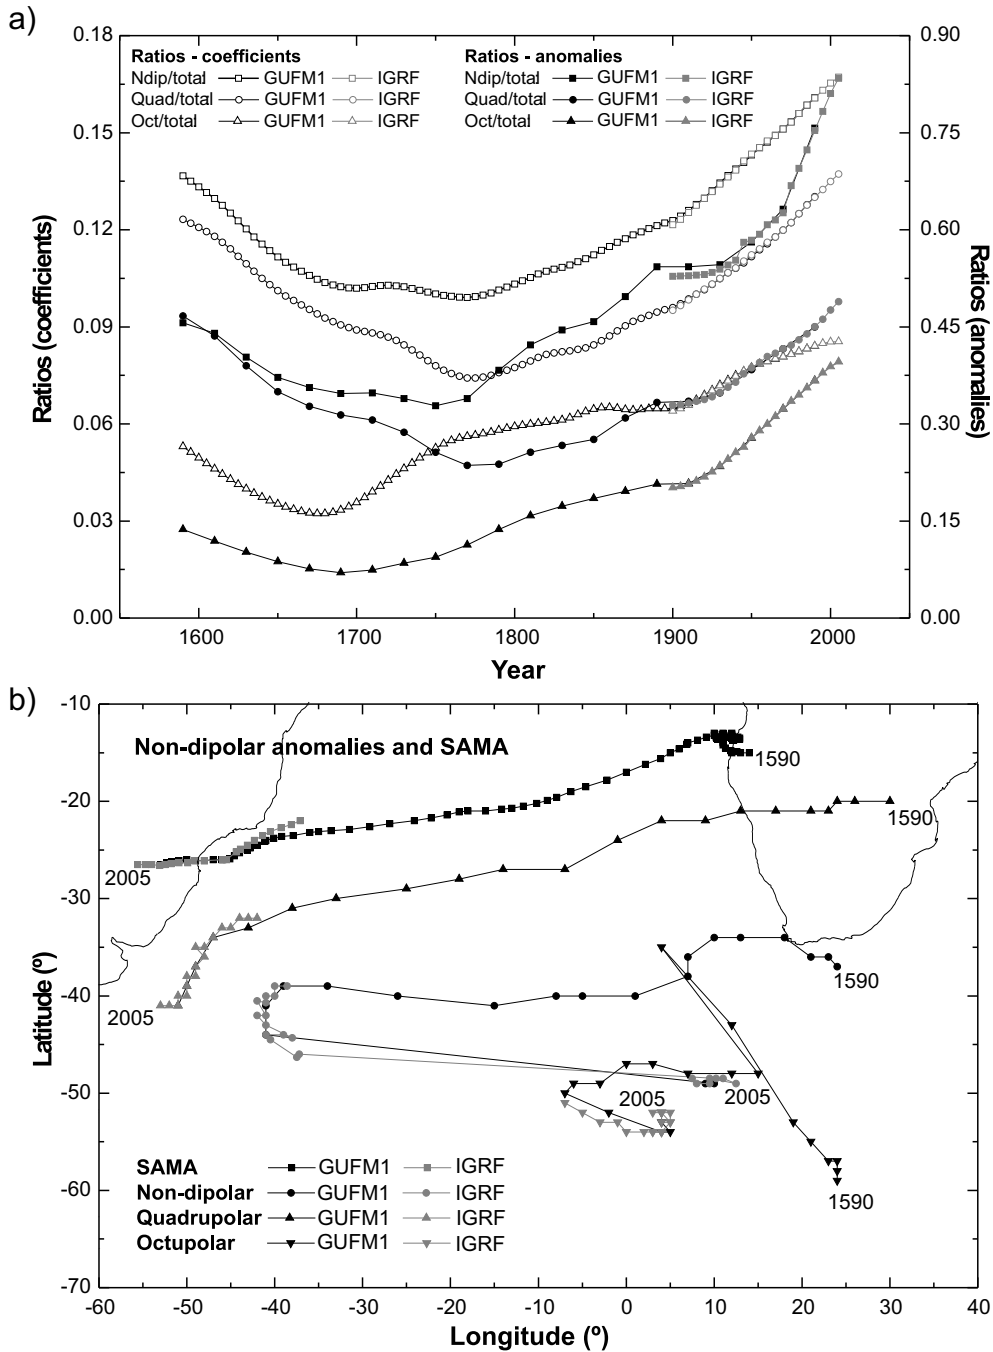 a)
0.18
0.15
0.12
0.09
0.06
0.03
0.00
0.90
0.75
0.60
0.45
0.30
0.15
0.00
Ratios (coefficients)
Ratios (anomalies)
Ratios - coefficients
Ndip/total GUFM1 IGRF
Quad/total GUFM1 IGRF
Oct/total GUFM1 IGRF
Ratios - anomalies
Ndip/total GUFM1 IGRF
Quad/total GUFM1 IGRF
Oct/total GUFM1 IGRF
1600 1700 1800 1900 2000
Year
b)
-10
-20
-30
-40
-50
-60
-70
Latitude (º)
Non-dipolar anomalies and SAMA
1590
1590
2005
1590
2005
2005
2005
1590
SAMA GUFM1 IGRF
Non-dipolar GUFM1 IGRF
Quadrupolar GUFM1 IGRF
Octupolar GUFM1 IGRF
-60 -50 -40 -30 -20 -10 0 10 20 30 40
Longitude (º)